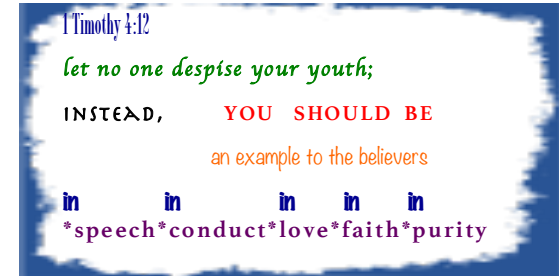 1 Timothy 4:12
let no one despise your youth;
INSTEAD, YOU SHOULD BE
an example to the believers
in in in in in
*speech*conduct*love*faith*purity